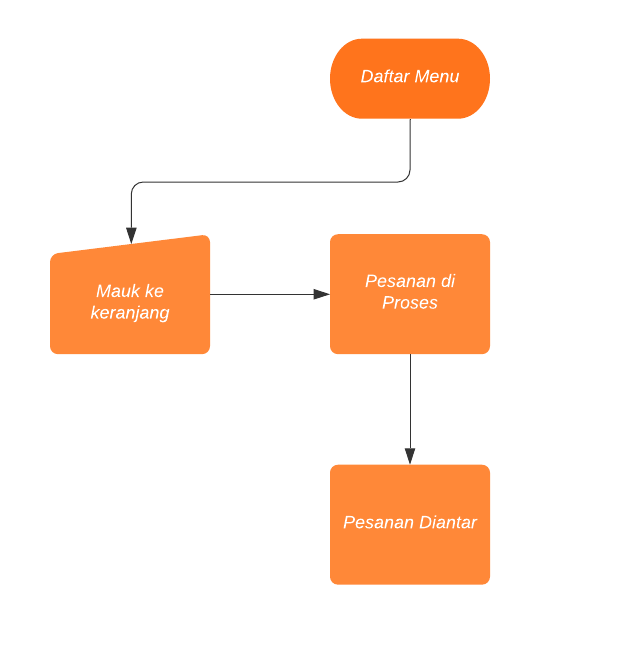 Daftar Menu
Mauk ke
keranjang
Pesanan di
Proses
Pesanan Diantar